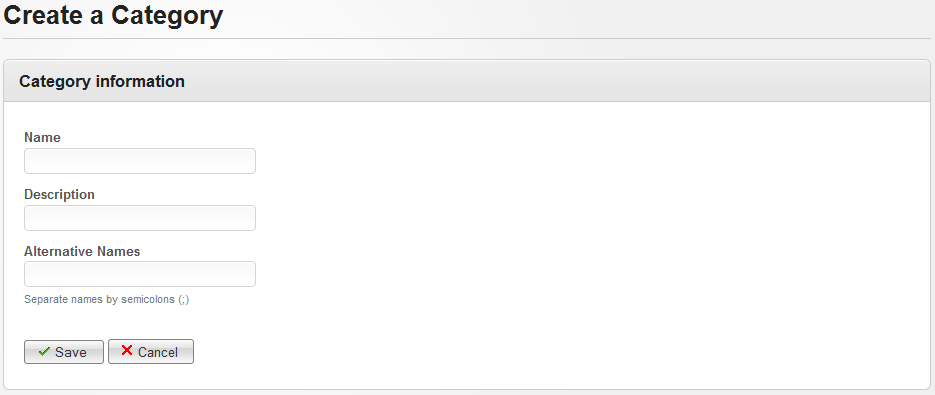 Create a Category
Category information
Name
Description
Alternative Names
Separate names by semicolons (;)
Save Cancel